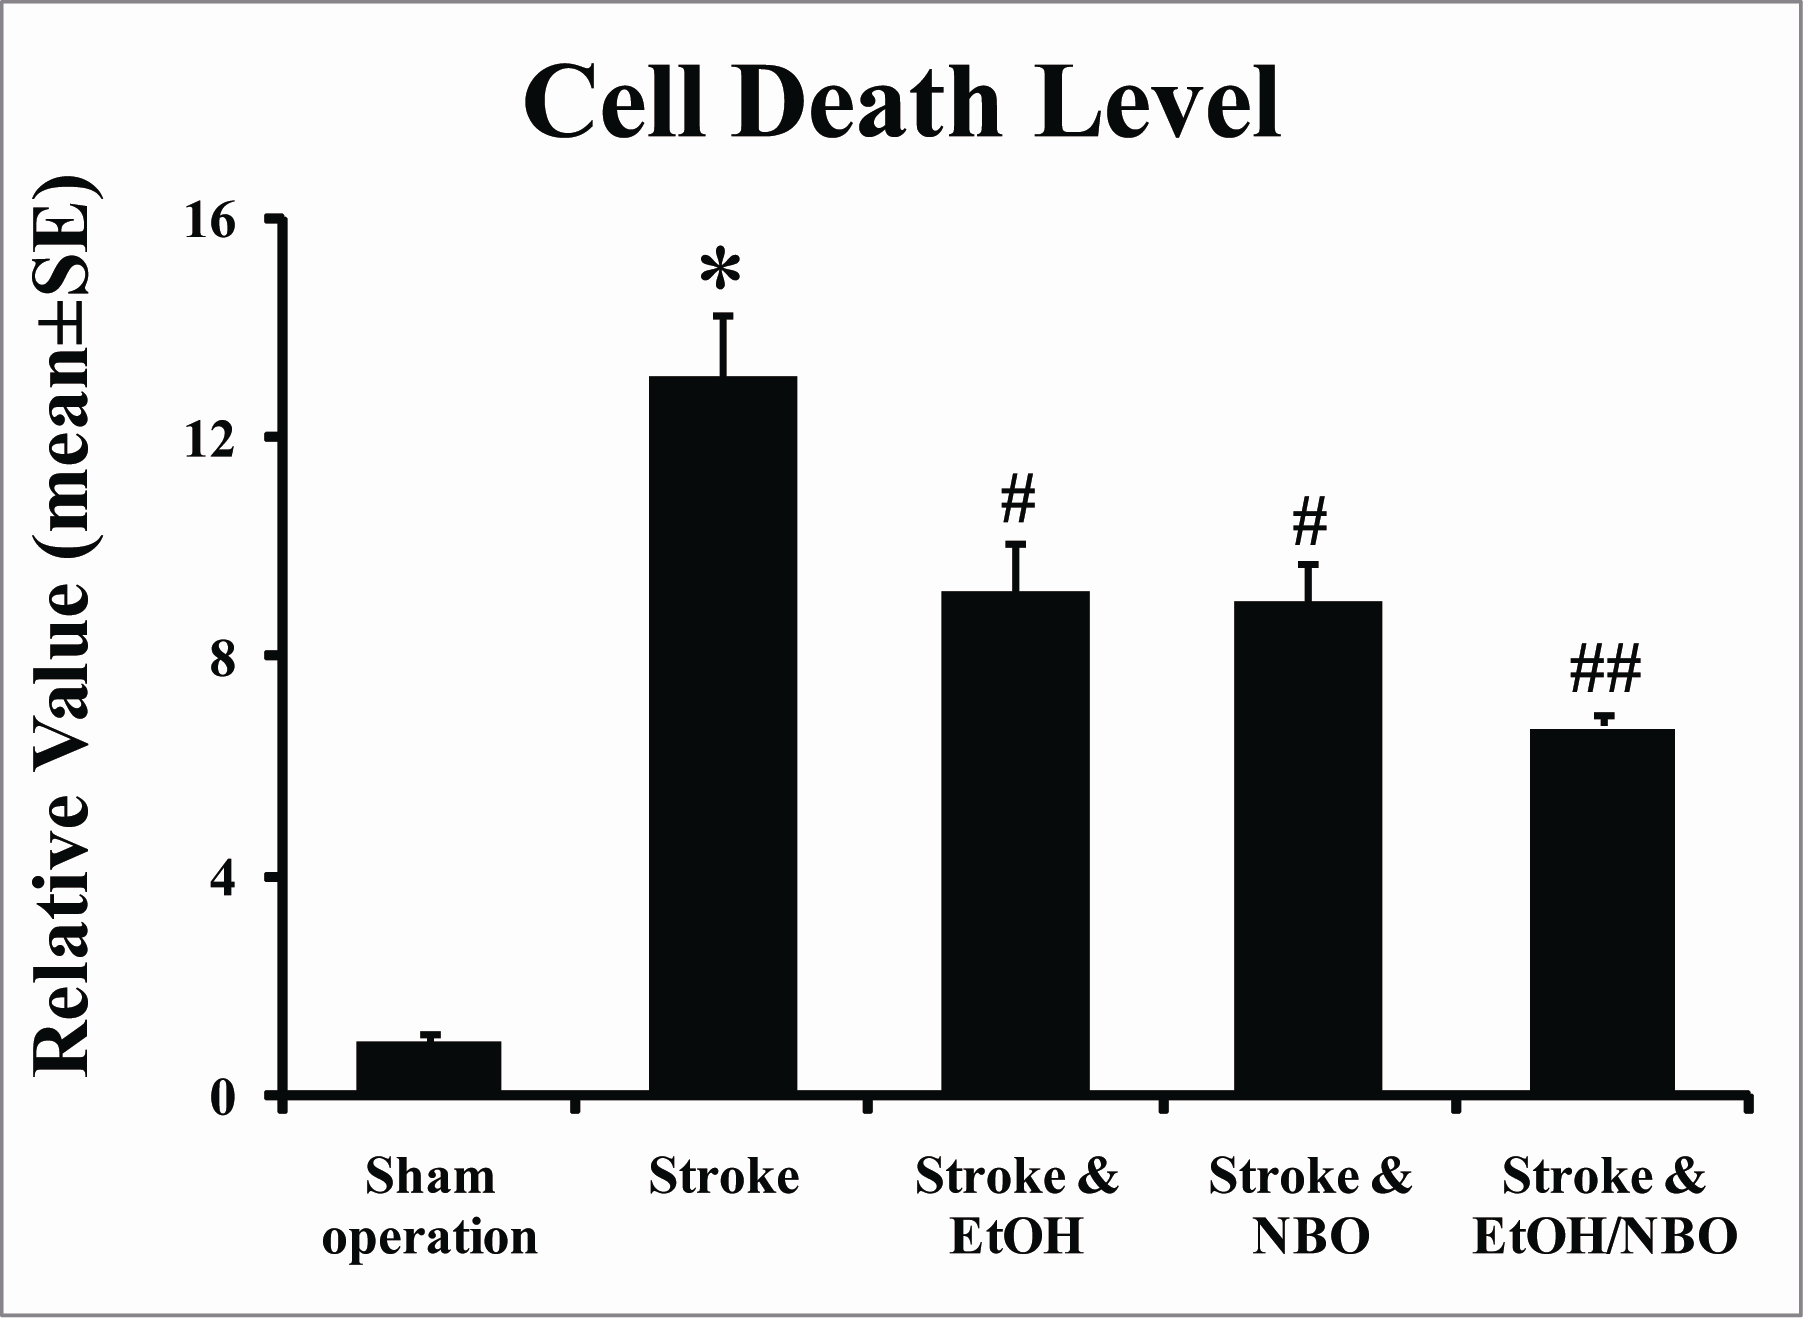 Cell Death Level
Relative Value (mean±SE)
16
12
8
4
0
*
#
#
##
Sham
operation
Stroke
Stroke &
EtOH
Stroke &
NBO
Stroke &
EtOH/NBO